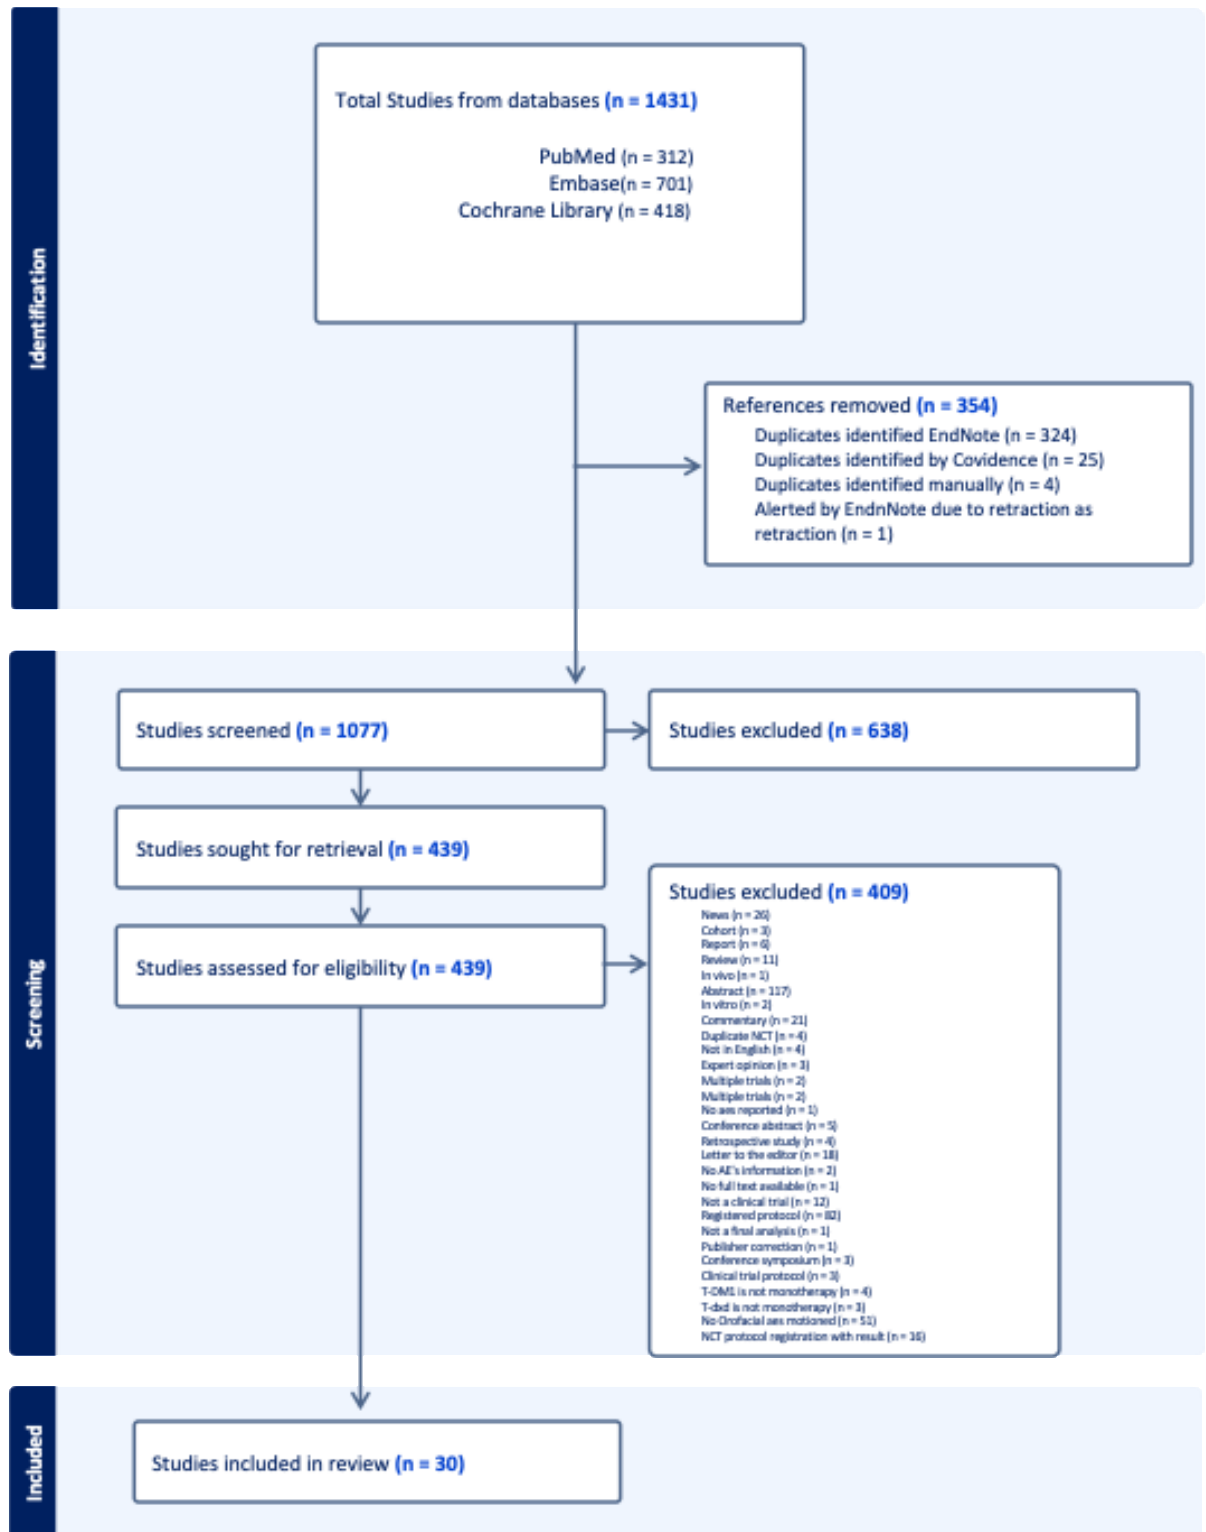 Identification
Total Studies from databases (n = 1431)
PubMed (n = 312)
Embase(n = 701)
Cochrane Library (n = 418)
References removed (n = 354)
Duplicates identified EndNote (n = 324)
Duplicates identified by Covidence (n = 25)
Duplicates identified manually (n = 4)
Alerted by EndnNote due to retraction as
retraction (n = 1)
Screening
Studies screened (n = 1077)
Studies excluded (n = 638)
Studies sought for retrieval (n = 439)
Studies assessed for eligibility (n = 439)
Studies excluded (n = 409)
News (n = 26)
Cohort (n = 3)
Report (n = 6)
Review (n = 11)
In vivo (n = 1)
Abstract (n = 117)
In vitro (n = 2)
Commentary (n = 21)
Duplicate NCT (n = 4)
Not in English (n = 4)
Expert opinion (n = 3)
Multiple trials (n = 2)
Multiple trials (n = 2)
No aes reported (n = 1)
Conference abstract (n = 5)
Retrospective study (n = 4)
Letter to the editor (n = 18)
No AE's information (n = 2)
No full text available (n = 1)
Not a clinical trial (n = 12)
Registered protocol (n = 82)
Not a final analysis (n = 1)
Publisher correction (n = 1)
Conference symposium (n = 3)
Clinical trial protocol (n = 3)
T-DM1 is not monotherapy (n = 4)
T-dxd is not monotherapy (n = 3)
No Orofacial aes motioned (n = 51)
NCT protocol registration with result (n = 16)
Included
Studies included in review (n = 30)